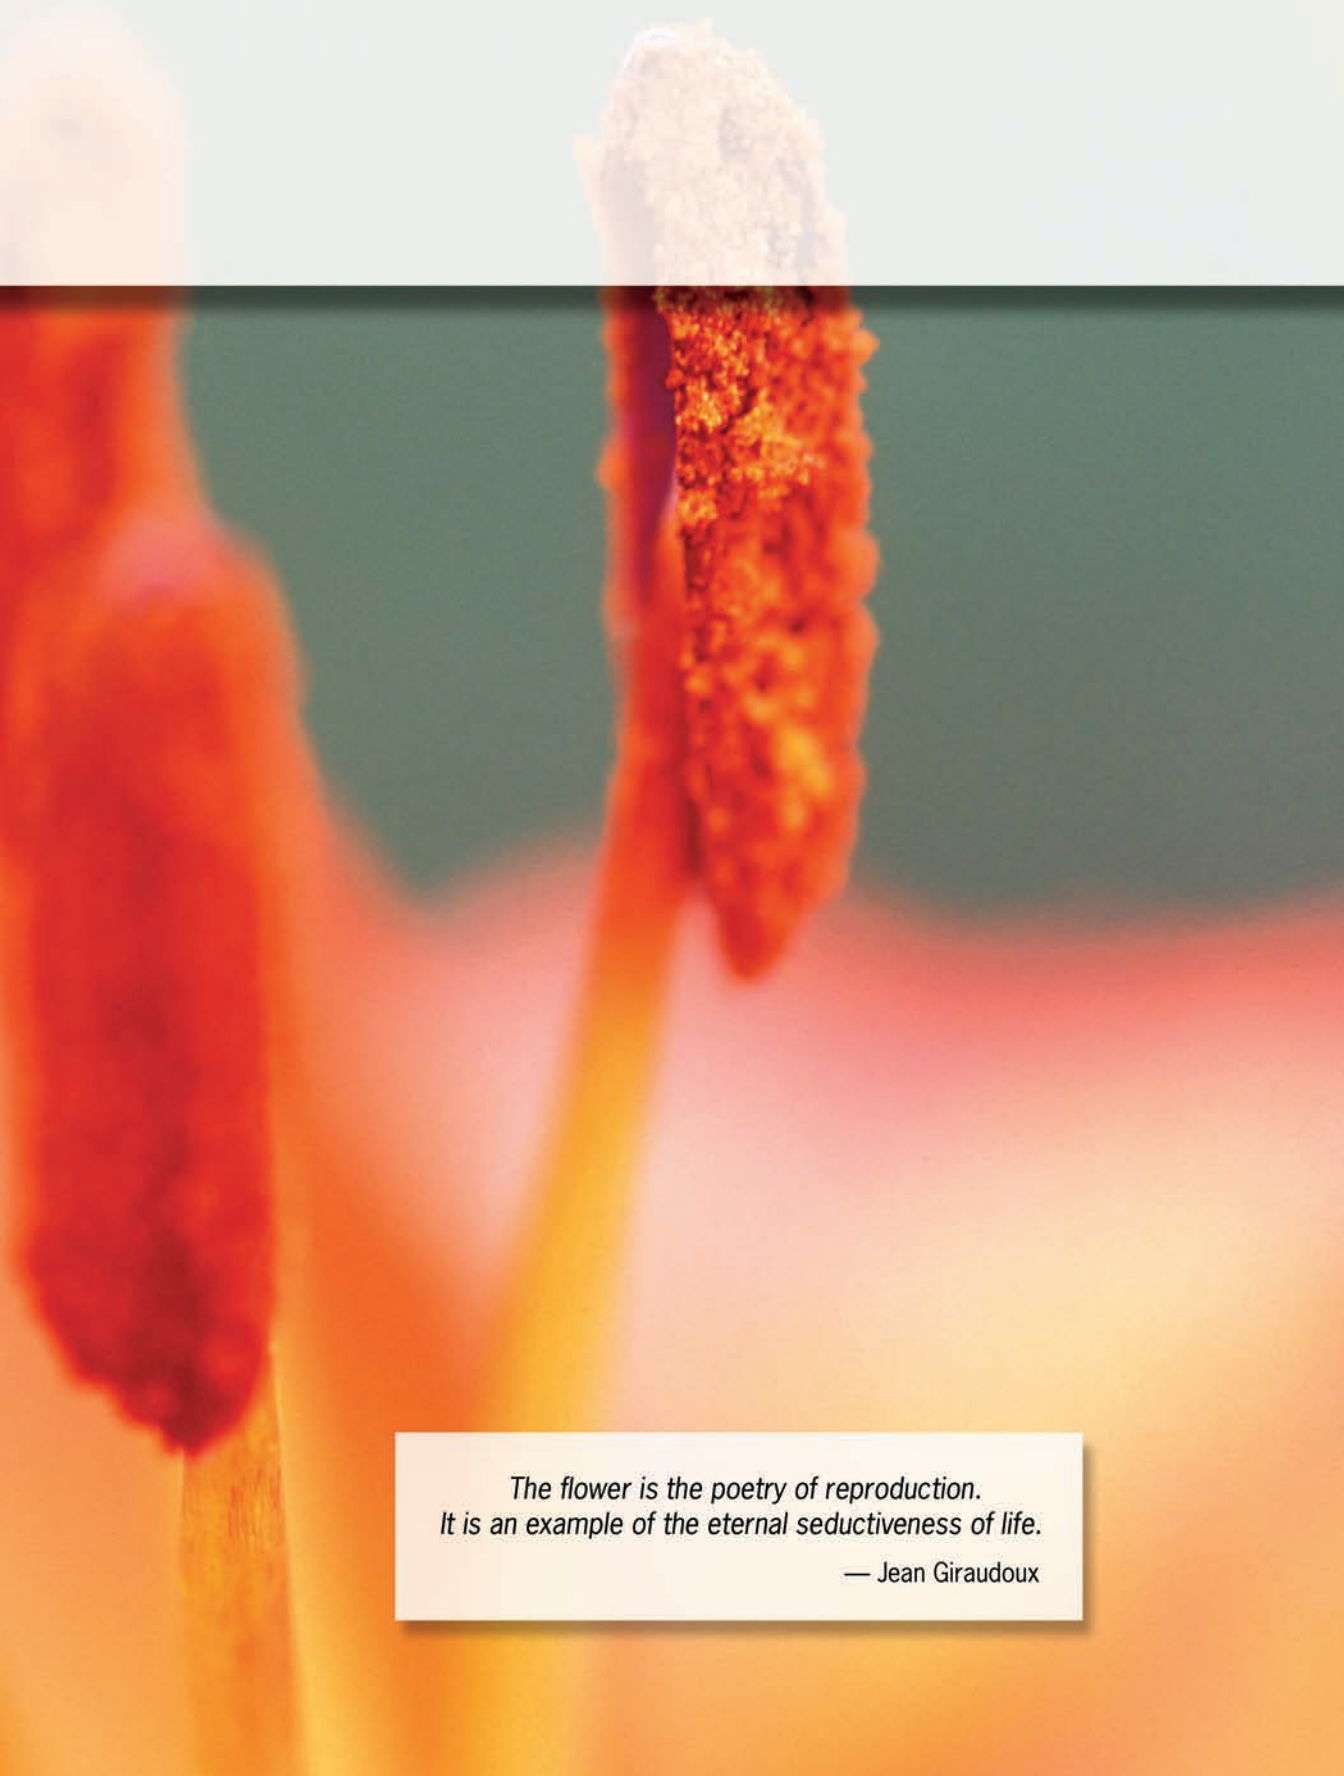 The flower is the poetry of reproduction.
It is an example of the eternal seductiveness of life.
— Jean Giraudoux